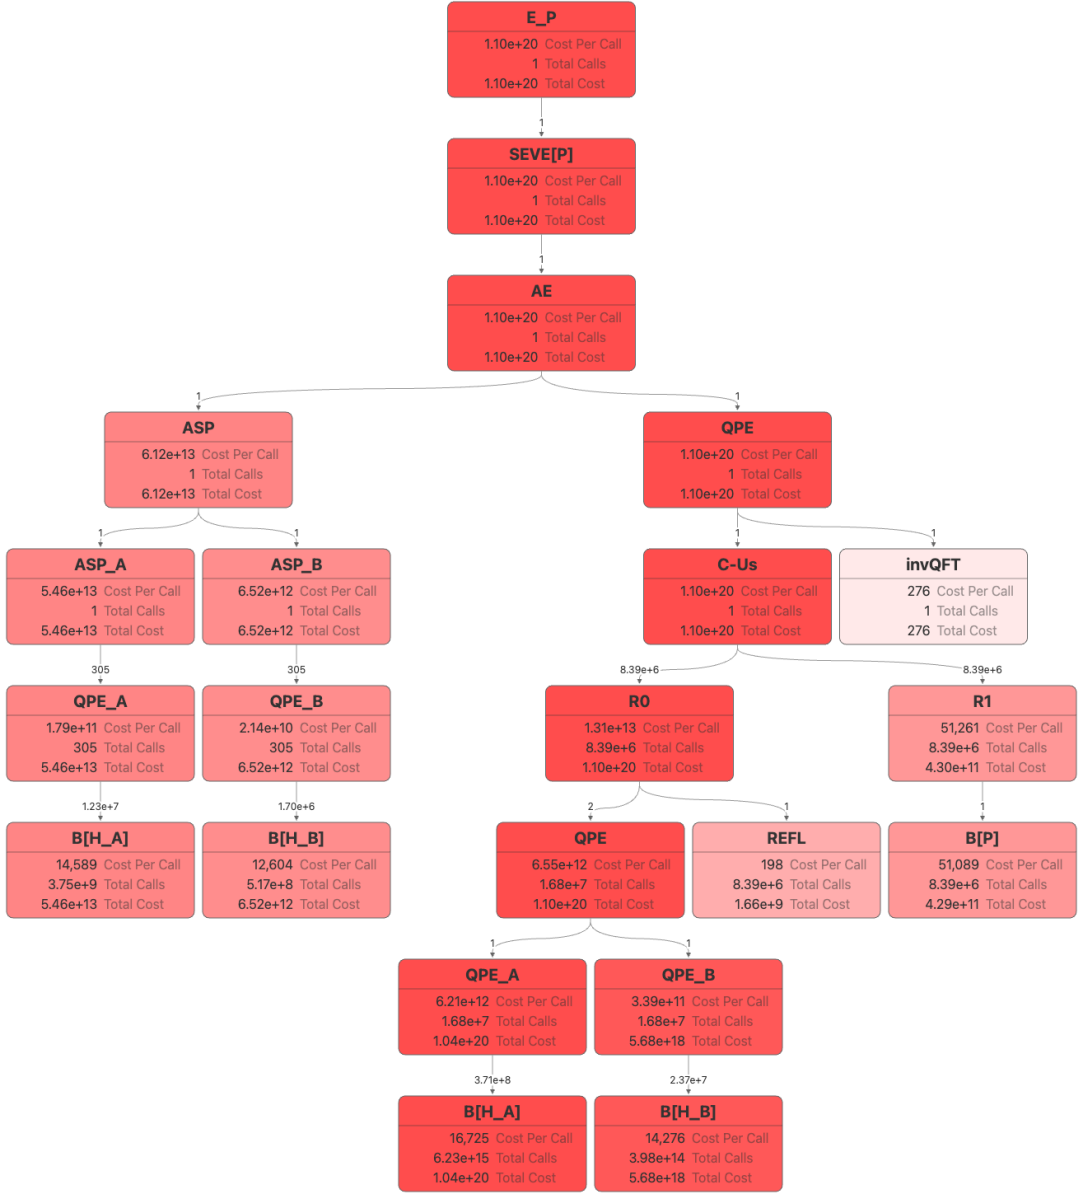 E_P
1.10e+20 Cost Per Call
1 Total Calls
1.10e+20 Total Cost
1
SEVE[P]
1.10e+20 Cost Per Call
1 Total Calls
1.10e+20 Total Cost
1
AE
1.10e+20 Cost Per Call
1 Total Calls
1.10e+20 Total Cost
1
1
ASP
6.12e+13 Cost Per Call
1 Total Calls
6.12e+13 Total Cost
QPE
1.10e+20 Cost Per Call
1 Total Calls
1.10e+20 Total Cost
1
1
1
1
ASP_A
5.46e+13 Cost Per Call
1 Total Calls
5.46e+13 Total Cost
ASP_B
6.52e+12 Cost Per Call
1 Total Calls
6.52e+12 Total Cost
C-Us
1.10e+20 Cost Per Call
1 Total Calls
1.10e+20 Total Cost
invQFT
276 Cost Per Call
1 Total Calls
276 Total Cost
305
305
8.39e+6
8.39e+6
QPE_A
1.79e+11 Cost Per Call
305 Total Calls
5.46e+13 Total Cost
QPE_B
2.14e+10 Cost Per Call
305 Total Calls
6.52e+12 Total Cost
R0
1.31e+13 Cost Per Call
8.39e+6 Total Calls
1.10e+20 Total Cost
R1
51,261 Cost Per Call
8.39e+6 Total Calls
4.30e+11 Total Cost
1.23e+7
1.70e+6
2
1
1
B[H_A]
14,589 Cost Per Call
3.75e+9 Total Calls
5.46e+13 Total Cost
B[H_B]
12,604 Cost Per Call
5.17e+8 Total Calls
6.52e+12 Total Cost
QPE
6.55e+12 Cost Per Call
1.68e+7 Total Calls
1.10e+20 Total Cost
REFL
198 Cost Per Call
8.39e+6 Total Calls
1.66e+9 Total Cost
B[P]
51,089 Cost Per Call
8.39e+6 Total Calls
4.29e+11 Total Cost
1
1
QPE_A
6.21e+12 Cost Per Call
1.68e+7 Total Calls
1.04e+20 Total Cost
QPE_B
3.39e+11 Cost Per Call
1.68e+7 Total Calls
5.68e+18 Total Cost
3.71e+8
2.37e+7
B[H_A]
16,725 Cost Per Call
6.23e+15 Total Calls
1.04e+20 Total Cost
B[H_B]
14,276 Cost Per Call
3.98e+14 Total Calls
5.68e+18 Total Cost